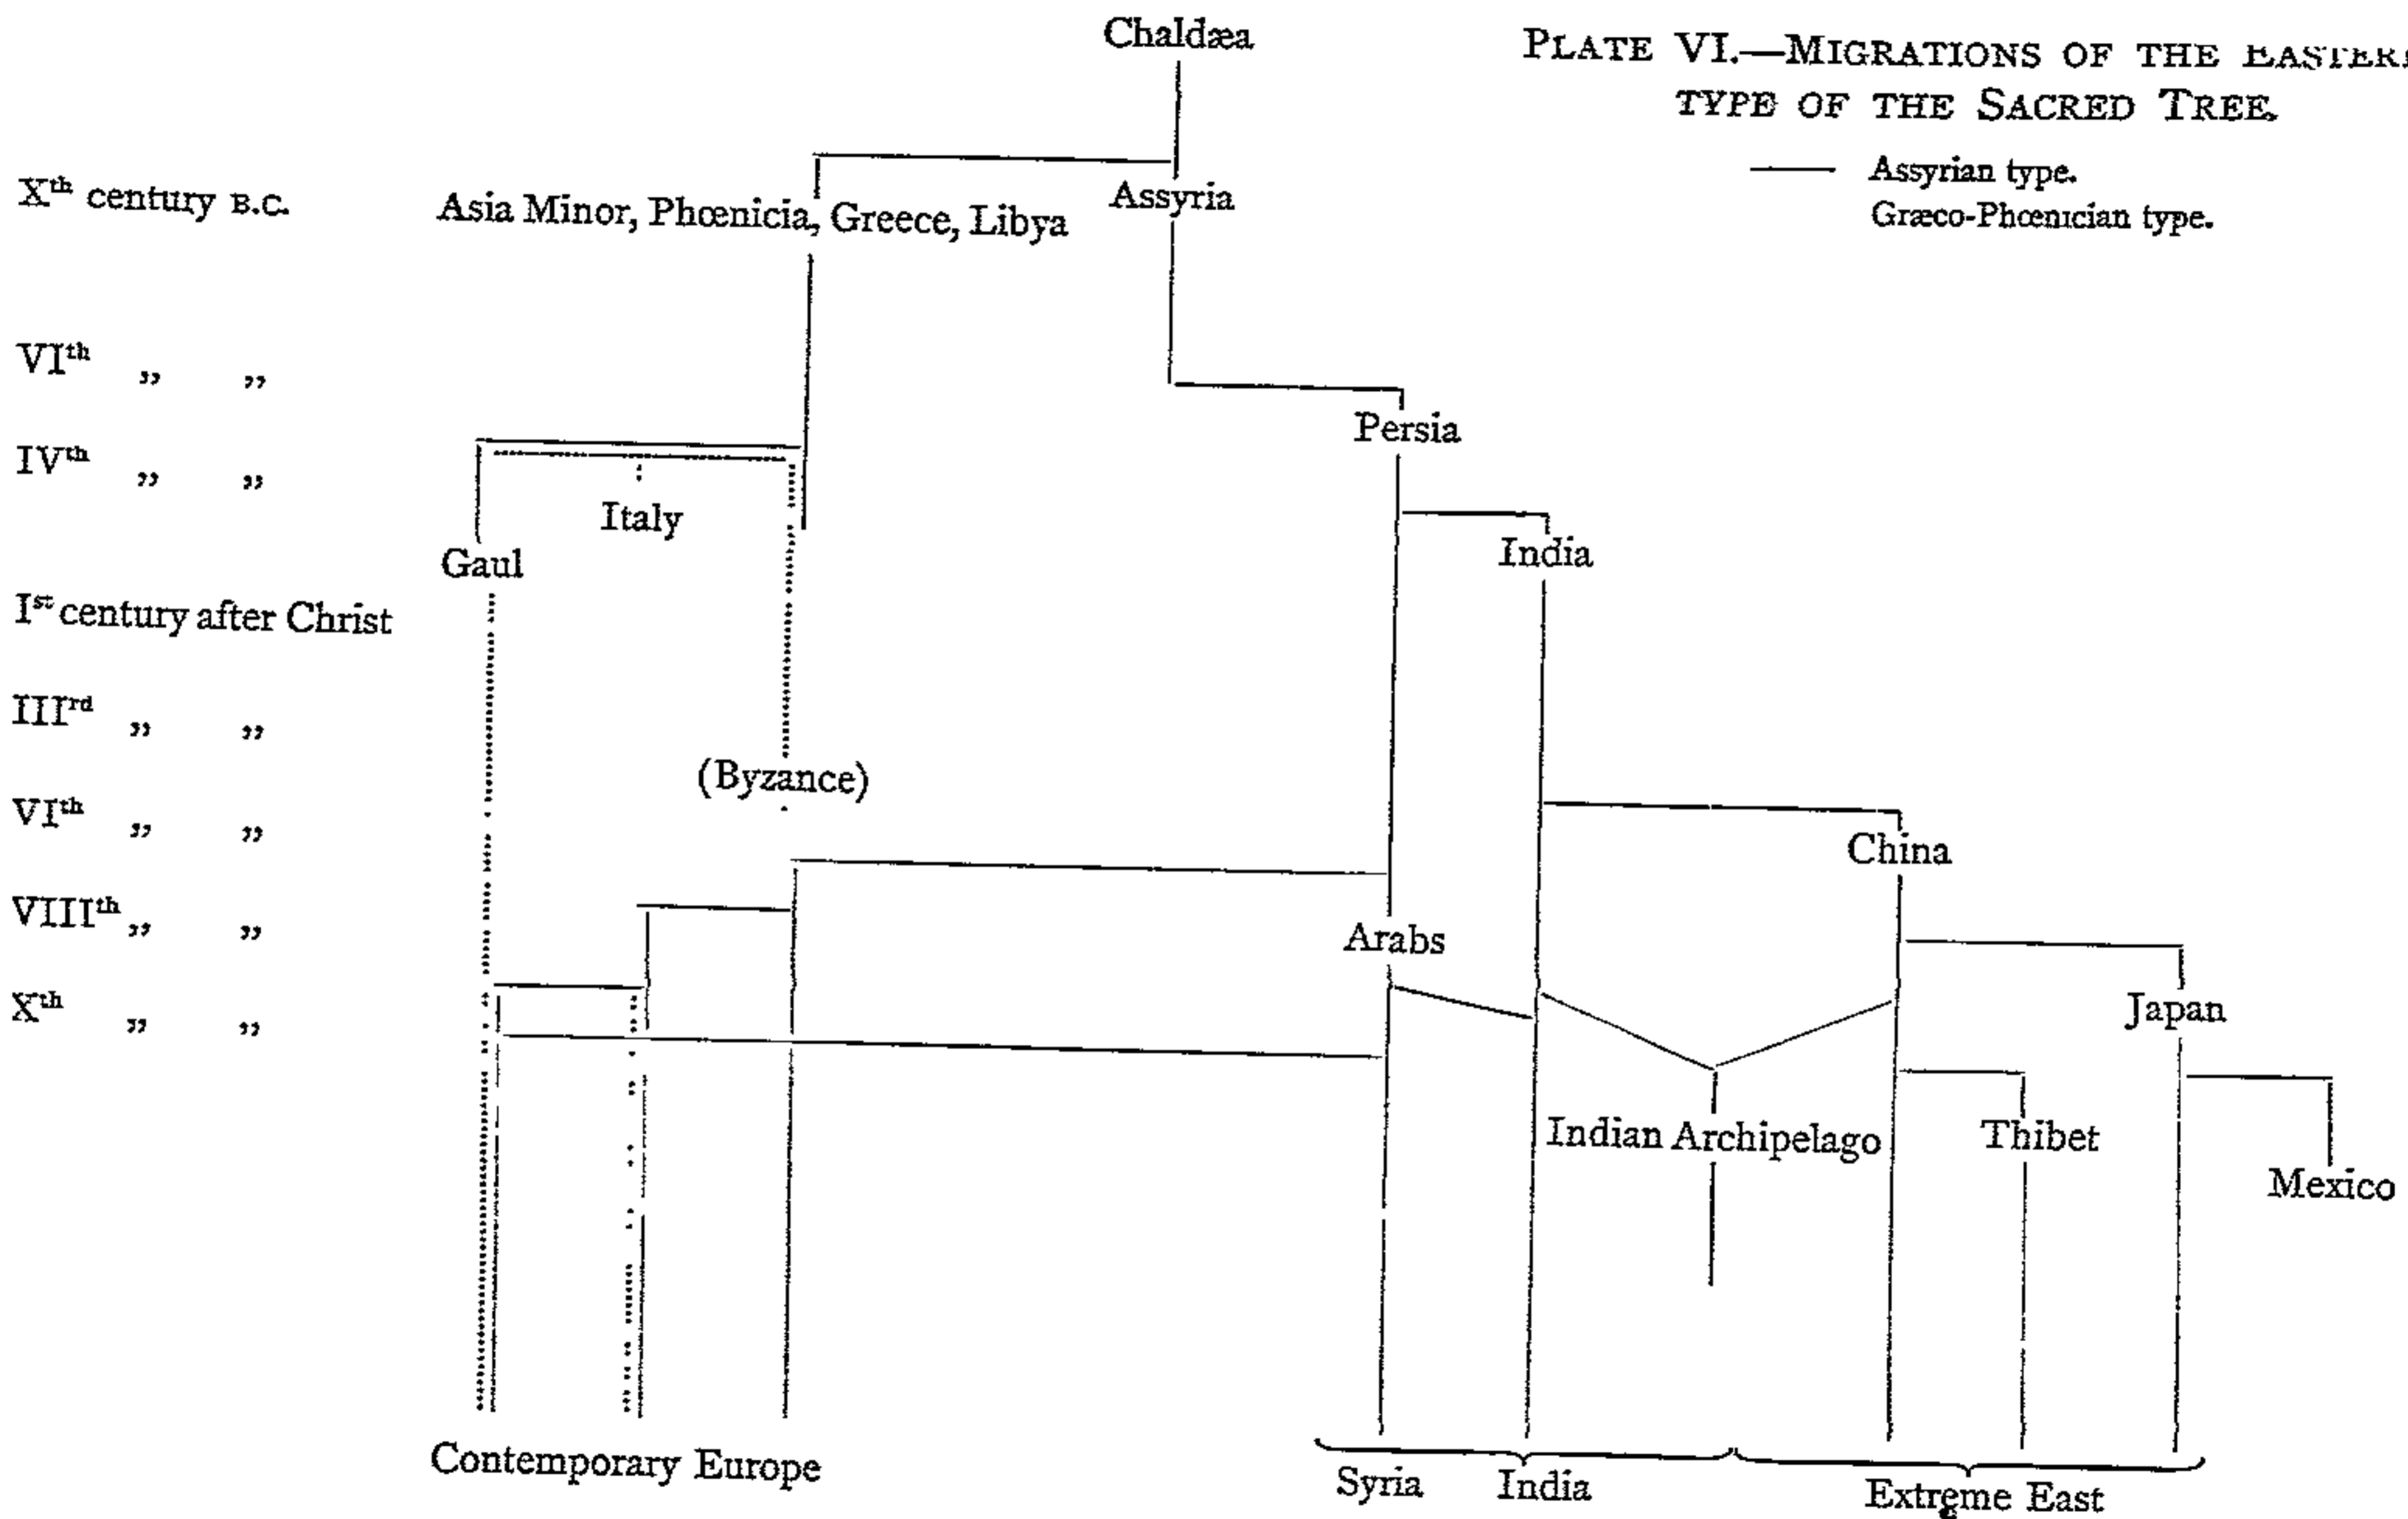 Chaldæa
PLATE VI.—MIGRATIONS OF THE EASTERN
TYPE OF THE SACRED TREE.
—— Assyrian type.
Græco-Phœnician type.
Xth century B.C.
Asia Minor, Phœnicia, Greece, Libya
Assyria
VIth „ „
Persia
IVth „ „
Italy
Gaul
India
Ist century after Christ
IIIrd „ „
(Byzance)
VIth „ „
China
VIIIth „ „
Arabs
Xth „ „
Japan
Indian Archipelago
Thibet
Mexico
Contemporary Europe
Syria
India
Extreme East